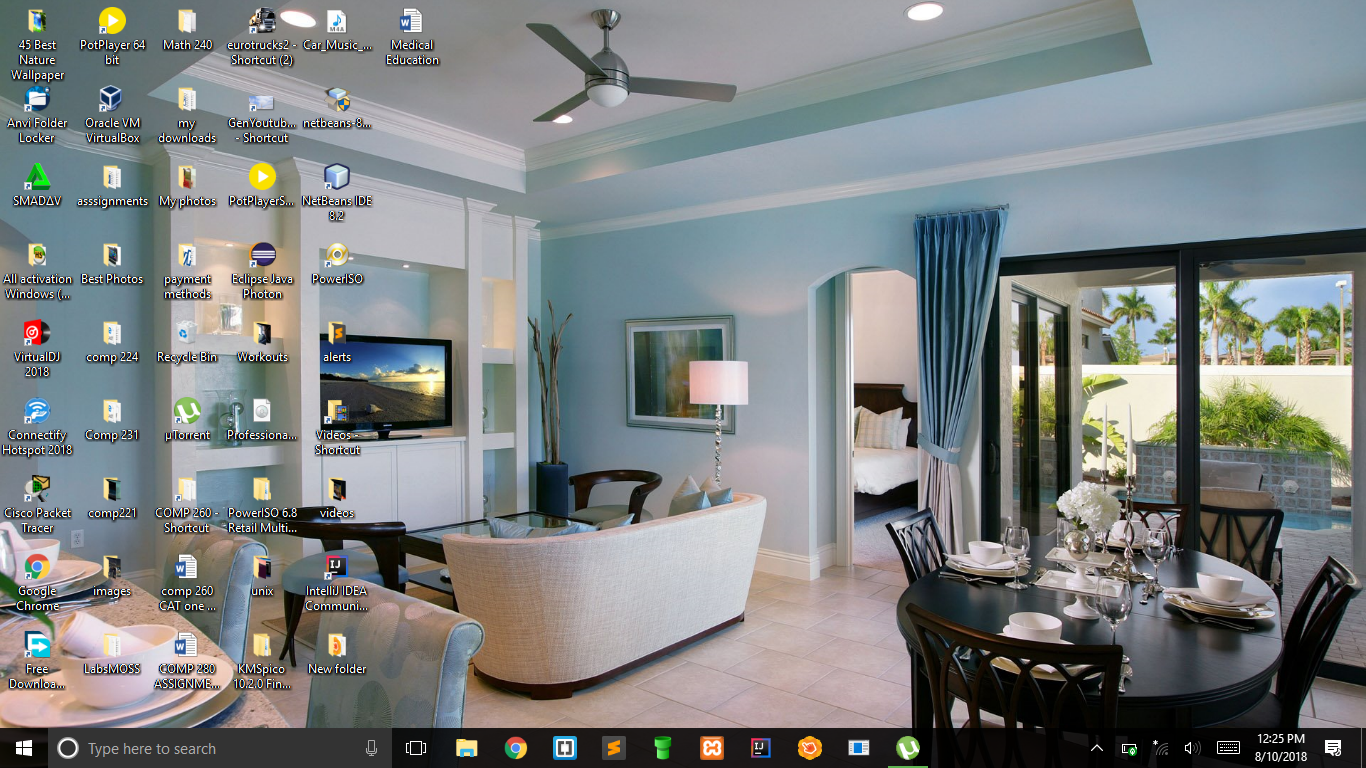 45 Best
Nature
Wallpaper
PotPlayer 64
bit
Math 240
eurotrucks2 -
Shortcut (2)
Car_Music_...
Medical
Education
Anvi Folder
Locker
Oracle VM
VirtualBox
my
downloads
GenYoutub...
- Shortcut
netbeans-8...
SMADΔV
asssignments
My photos
PotPlayerS...
NetBeans IDE
8.2
All activation
Windows (...
Best Photos
payment
methods
Eclipse Java
Photon
PowerISO
VirtualDJ
2018
comp 224
Recycle Bin
Workouts
alerts
Connectify
Hotspot 2018
Comp 231
µTorrent
Professiona...
Videos -
Shortcut
Cisco Packet
Tracer
comp221
COMP 260 -
Shortcut
PowerISO 6.8
Retail Multi...
videos
Google
Chrome
images
comp 260
CAT one ...
unix
IntelliJ IDEA
Communi...
Free
Downloa...
LabsMOSS
COMP 280
ASSIGNME...
KMSpico
10.2.0 Fin...
New folder
Type here to search
12:25 PM
8/10/2018